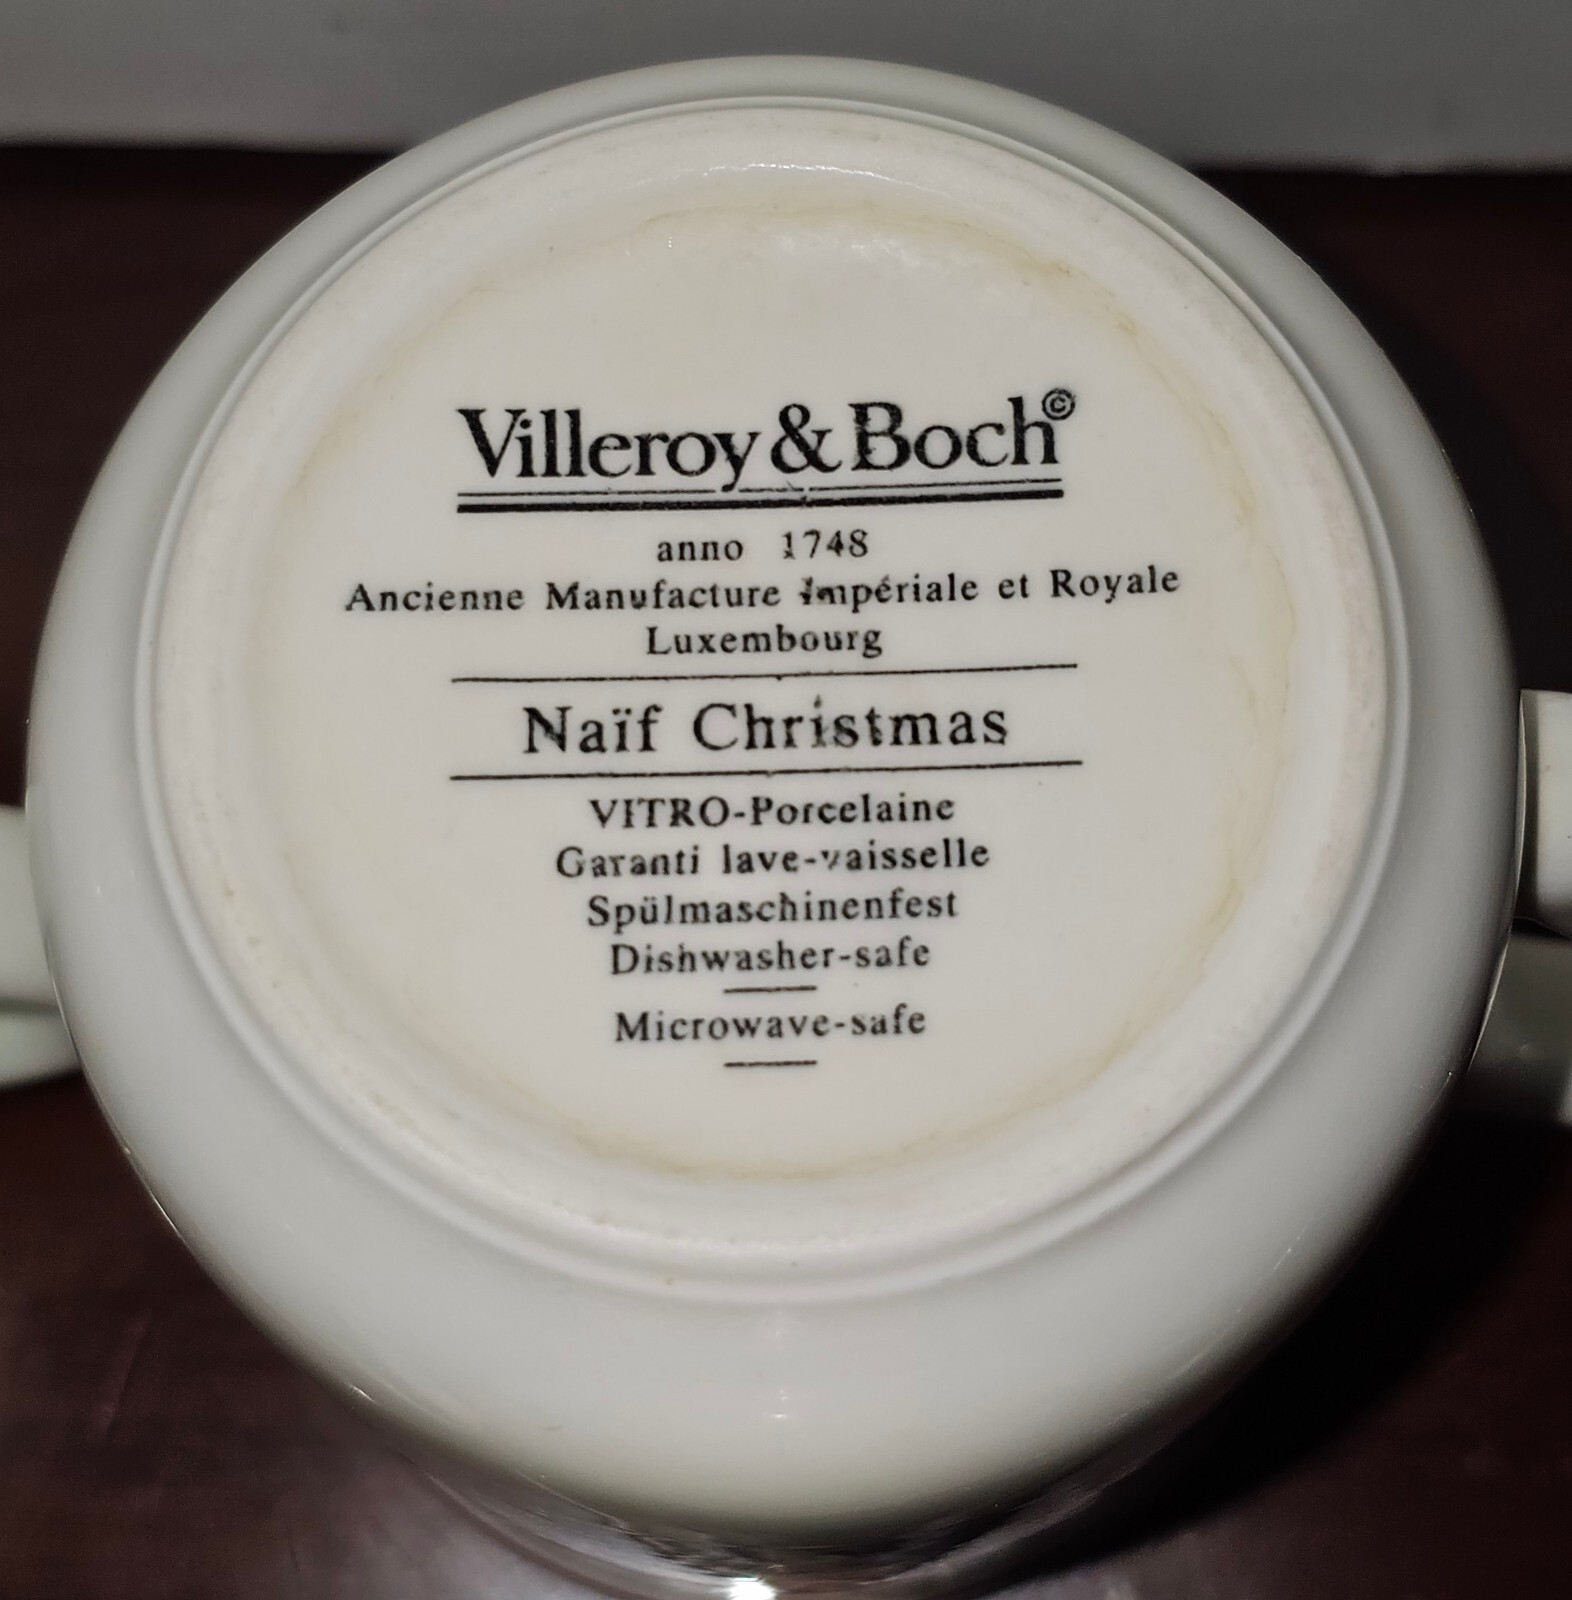 Villeroy & Boch©
anno 1748
Ancienne Manufacture Impériale et Royale
Luxembourg
Naïf Christmas
VITRO-Porcelaine
Garanti lave-vaisselle
Spülmaschinenfest
Dishwasher-safe
Microwave-safe